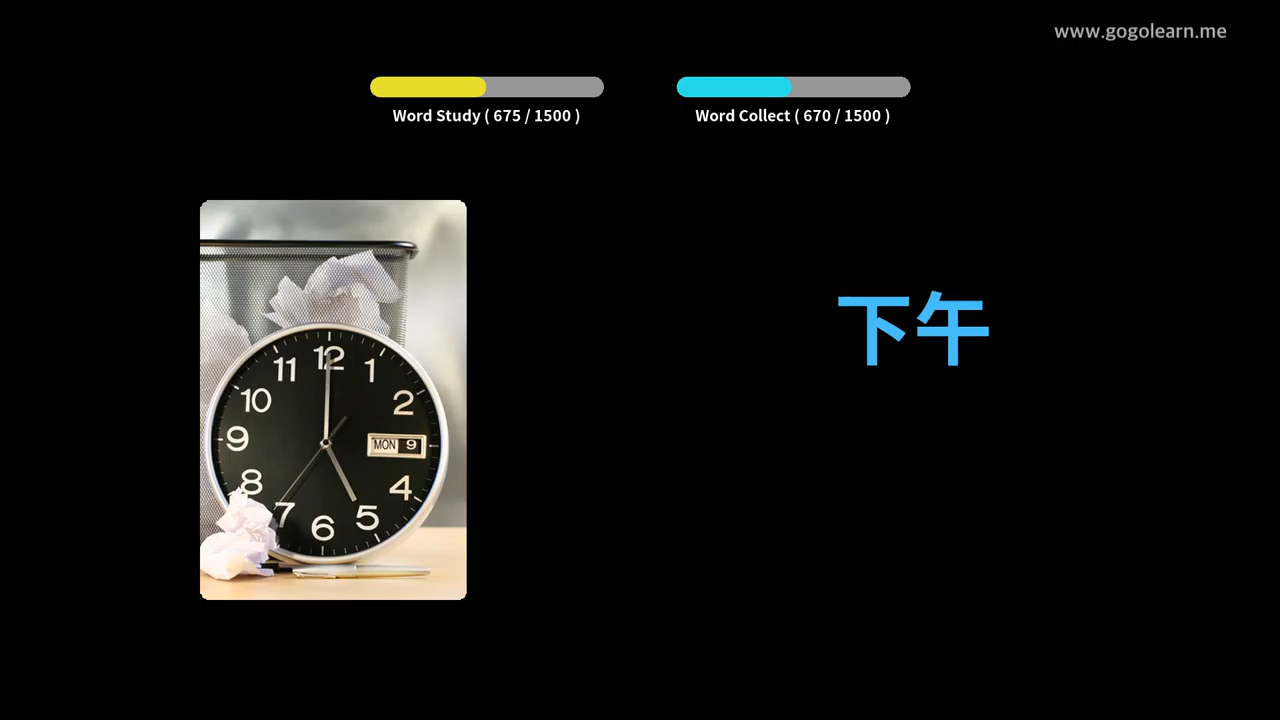 www.gogolearn.me
Word Study ( 675 / 1500 )
Word Collect ( 670 / 1500 )
下午
12
11
1
10
2
9
MON 9
8
4
7
5
6